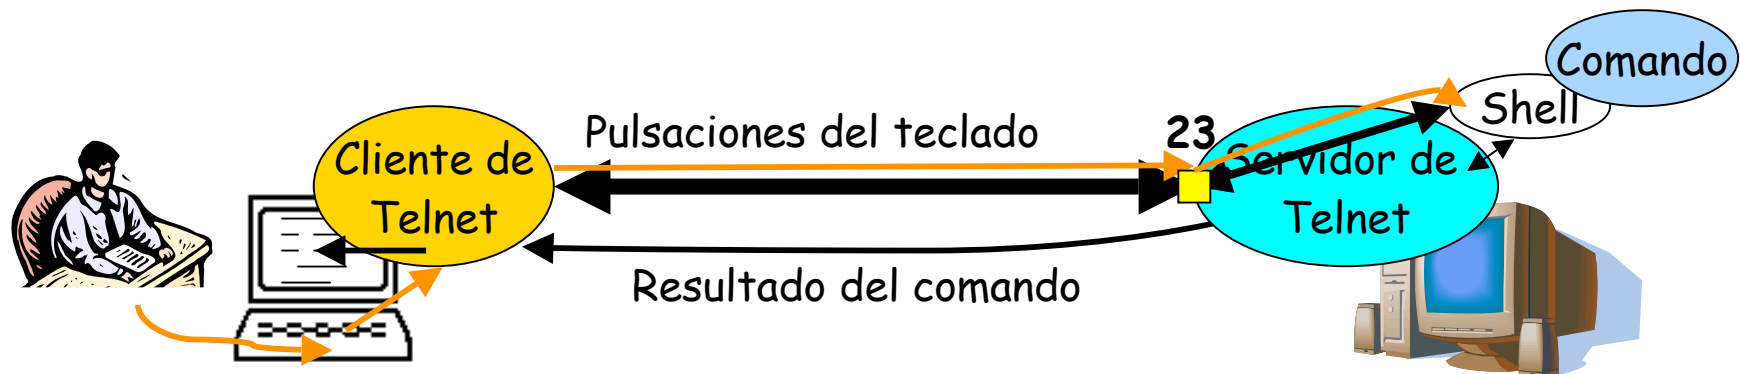 Comando
Shell
Pulsaciones del teclado
23
Cliente de
Telnet
Servidor de
Telnet
Resultado del comando